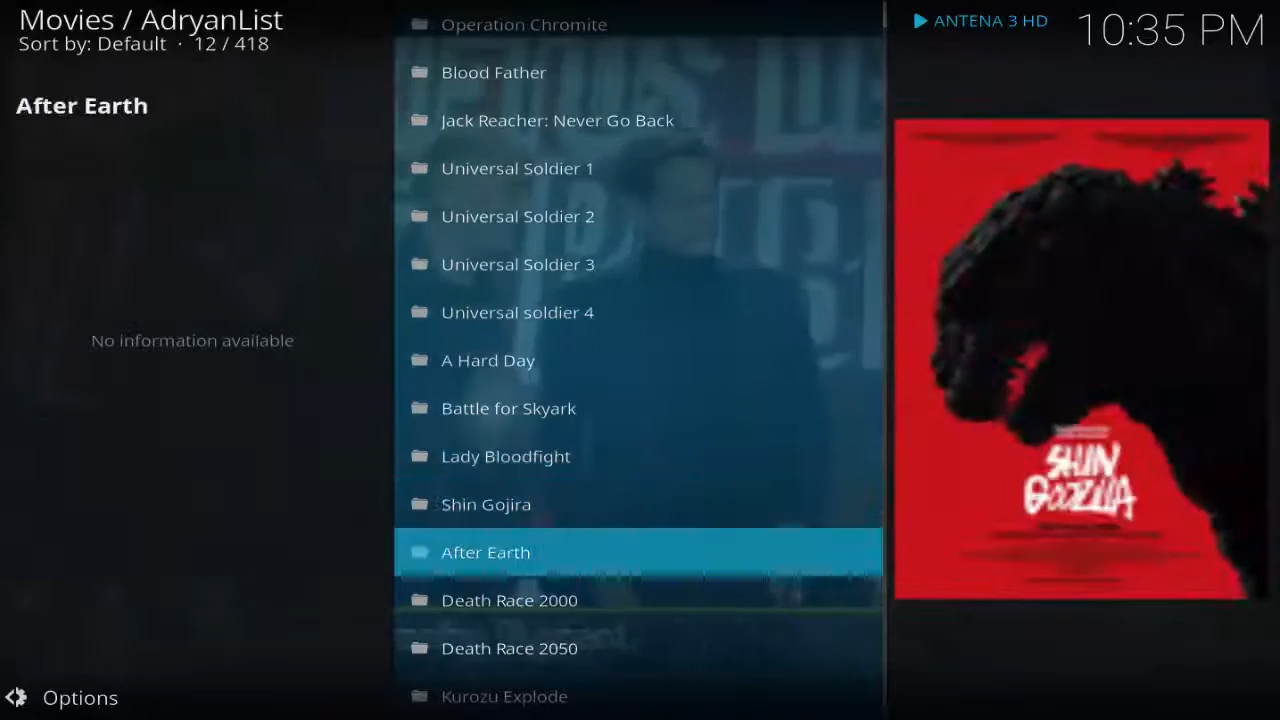 Movies / AdryanList
Sort by: Default · 12 / 418
After Earth
No information available
Options
Operation Chromite
Blood Father
Jack Reacher: Never Go Back
Universal Soldier 1
Universal Soldier 2
Universal Soldier 3
Universal soldier 4
A Hard Day
Battle for Skyark
Lady Bloodfight
Shin Gojira
After Earth
Death Race 2000
Death Race 2050
Kurozu Explode
ANTENA 3 HD
10:35 PM
SHIN
GODZILLA